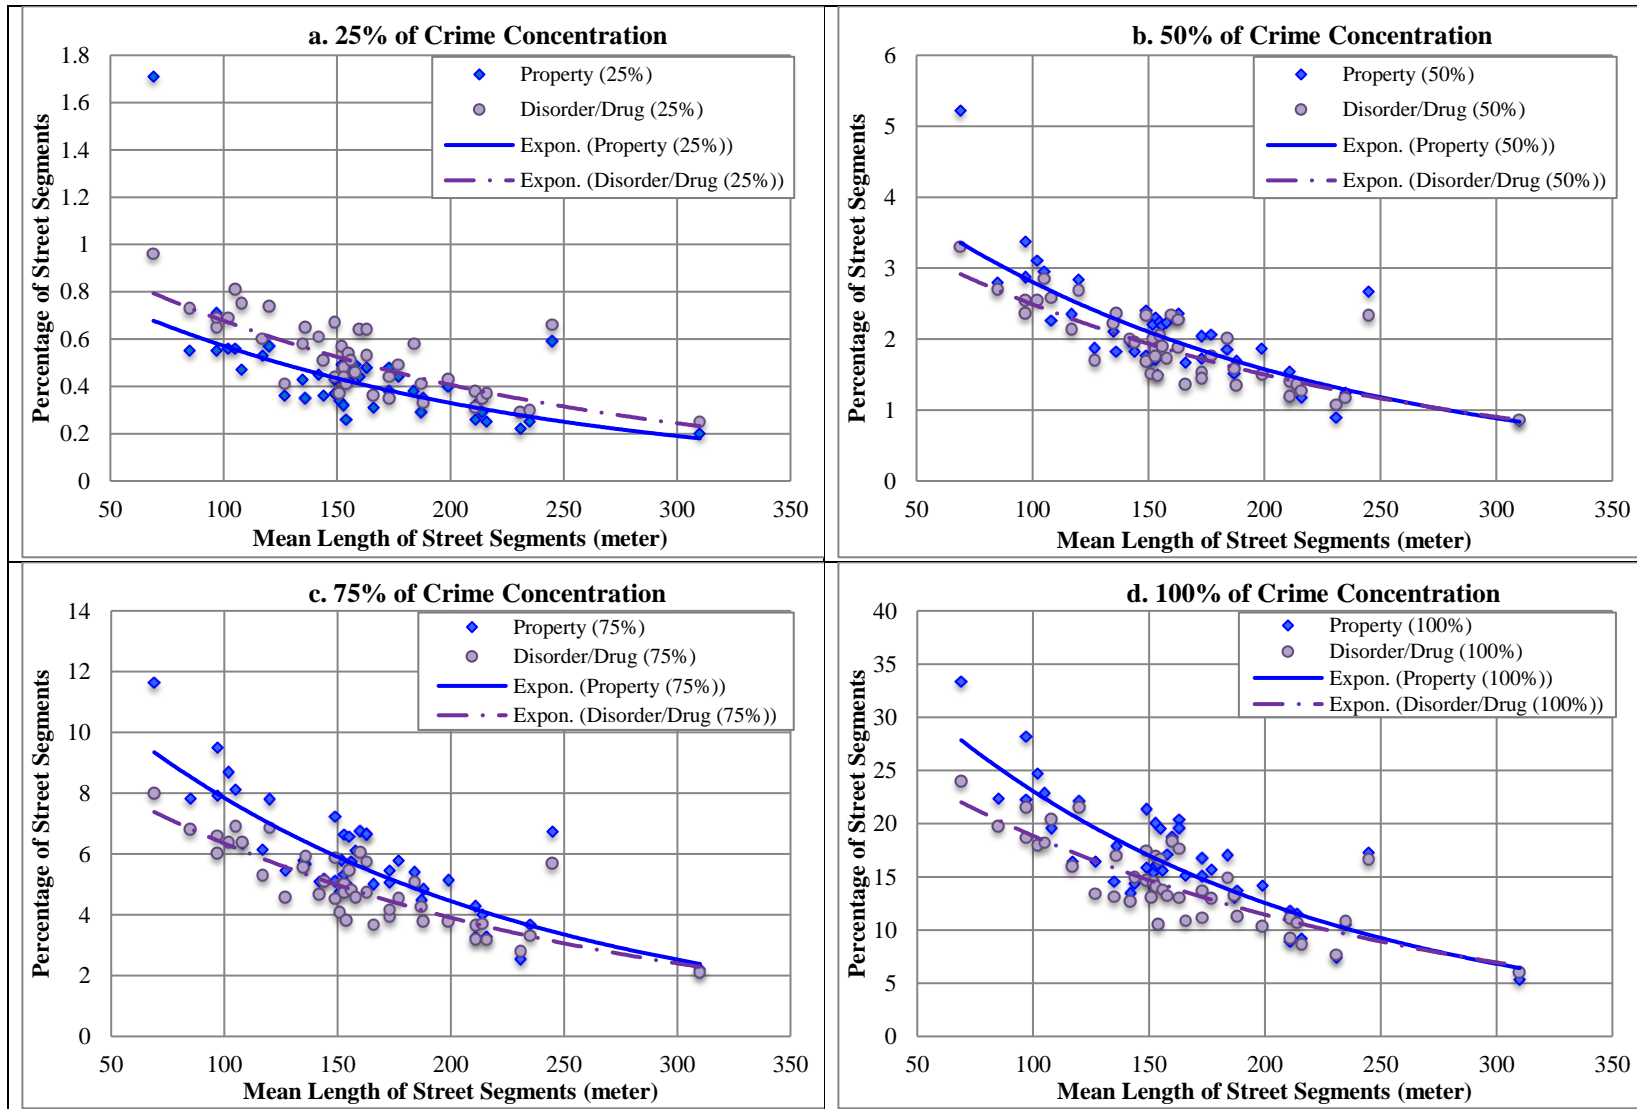 a. 25% of Crime Concentration
Percentage of Street Segments
1.8
1.6
1.4
1.2
1
0.8
0.6
0.4
0.2
0
Property (25%)
Disorder/Drug (25%)
Expon. (Property (25%))
Expon. (Disorder/Drug (25%))
50 100 150 200 250 300 350
Mean Length of Street Segments (meter)
b. 50% of Crime Concentration
Percentage of Street Segments
6
5
4
3
2
1
0
Property (50%)
Disorder/Drug (50%)
Expon. (Property (50%))
Expon. (Disorder/Drug (50%))
50 100 150 200 250 300 350
Mean Length of Street Segments (meter)
c. 75% of Crime Concentration
Percentage of Street Segments
14
12
10
8
6
4
2
0
Property (75%)
Disorder/Drug (75%)
Expon. (Property (75%))
Expon. (Disorder/Drug (75%))
50 100 150 200 250 300 350
Mean Length of Street Segments (meter)
d. 100% of Crime Concentration
Percentage of Street Segments
40
35
30
25
20
15
10
5
0
Property (100%)
Disorder/Drug (100%)
Expon. (Property (100%))
Expon. (Disorder/Drug (100%))
50 100 150 200 250 300 350
Mean Length of Street Segments (meter)